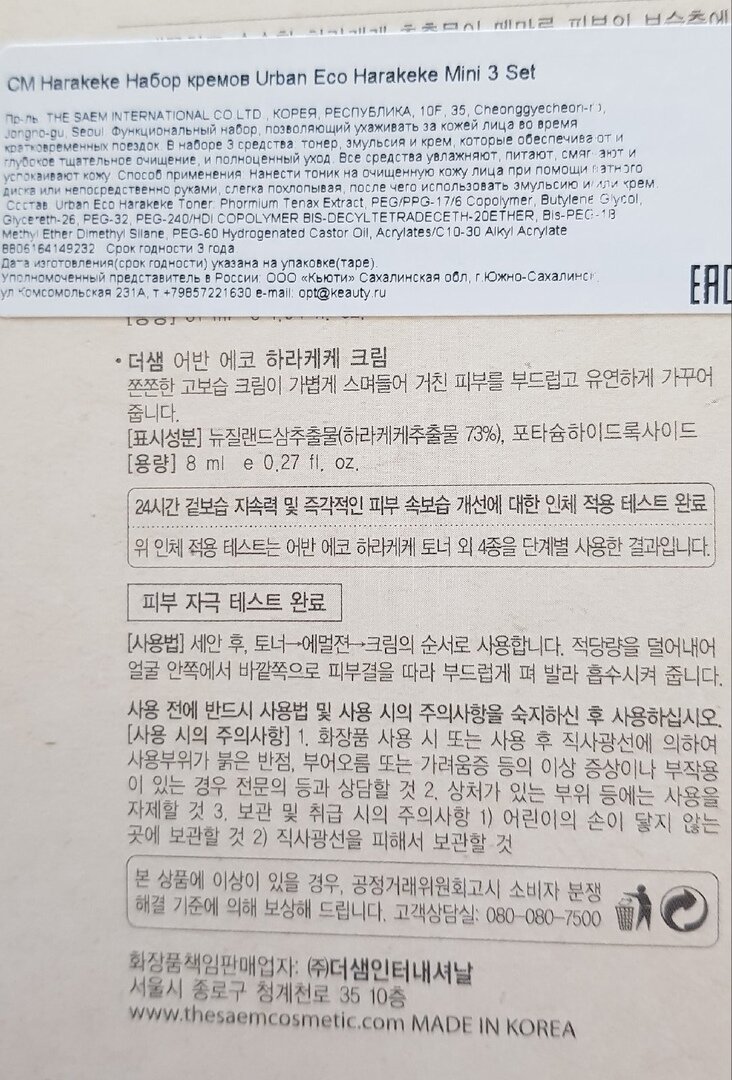 СМ Harakeke Набор кремов Urban Eco Harakeke Mini 3 Set
Пр-ль: THE SAEM INTERNATIONAL CO LTD., КОРЕЯ, РЕСПУБЛИКА, 10F, 35, Cheonggyecheon-ro,
Jongno-gu, Seoul. Функциональный набор, позволяющий ухаживать за кожей лица во время
кратковременных поездок. В наборе 3 средства: тонер, эмульсия и крем, которые обеспечивают и
глубокое тщательное очищение, и полноценный уход. Все средства увлажняют, питают, смягчают и
успокаивают кожу. Способ применения: Нанести тоник на очищенную кожу лица при помощи ватного
диска или непосредственно руками, слегка похлопывая, после чего использовать эмульсию и/или крем.
Состав: Urban Eco Harakeke Toner: Phormium Tenax Extract, PEG/PPG-17/6 Copolymer, Butylene Glycol,
Glycereth-26, PEG-32, PEG-240/HDI COPOLYMER BIS-DECYLTETRADECETH-20ETHER, Bis-PEG-18
Methyl Ether Dimethyl Silane, PEG-60 Hydrogenated Castor Oil, Acrylates/C10-30 Alkyl Acrylate
8806164149232 Срок годности 3 года
Дата изготовления(срок годности) указана на упаковке(таре).
Уполномоченный представитель в России: ООО «Кьюти» Сахалинская обл, г.Южно-Сахалинск,
ул Комсомольская 231А, т +79857221630 e-mail: opt@keauty.ru
EAC
• 더샘 어반 에코 하라케케 크림
쫀쫀한 고보습 크림이 가볍게 스며들어 거친 피부를 부드럽고 유연하게 가꾸어
줍니다.
[표시성분] 뉴질랜드삼추출물(하라케케추출물 73%), 포타슘하이드록사이드
[용량] 8 ml e 0.27 fl. oz.
24시간 겉보습 지속력 및 즉각적인 피부 속보습 개선에 대한 인체 적용 테스트 완료
위 인체 적용 테스트는 어반 에코 하라케케 토너 외 4종을 단계별 사용한 결과입니다.
피부 자극 테스트 완료
[사용법] 세안 후, 토너→에멀젼→크림의 순서로 사용합니다. 적당량을 덜어내어
얼굴 안쪽에서 바깥쪽으로 피부결을 따라 부드럽게 펴 발라 흡수시켜 줍니다.
사용 전에 반드시 사용법 및 사용 시의 주의사항을 숙지하신 후 사용하십시오.
[사용 시의 주의사항] 1. 화장품 사용 시 또는 사용 후 직사광선에 의하여
사용부위가 붉은 반점, 부어오름 또는 가려움증 등의 이상 증상이나 부작용
이 있는 경우 전문의 등과 상담할 것 2. 상처가 있는 부위 등에는 사용을
자제할 것 3. 보관 및 취급 시의 주의사항 1) 어린이의 손이 닿지 않는
곳에 보관할 것 2) 직사광선을 피해서 보관할 것
본 상품에 이상이 있을 경우, 공정거래위원회고시 소비자 분쟁
해결 기준에 의해 보상해 드립니다. 고객상담실: 080-080-7500
화장품책임판매업자: ㈜더샘인터내셔날
서울시 종로구 청계천로 35 10층
www.thesaemcosmetic.com MADE IN KOREA